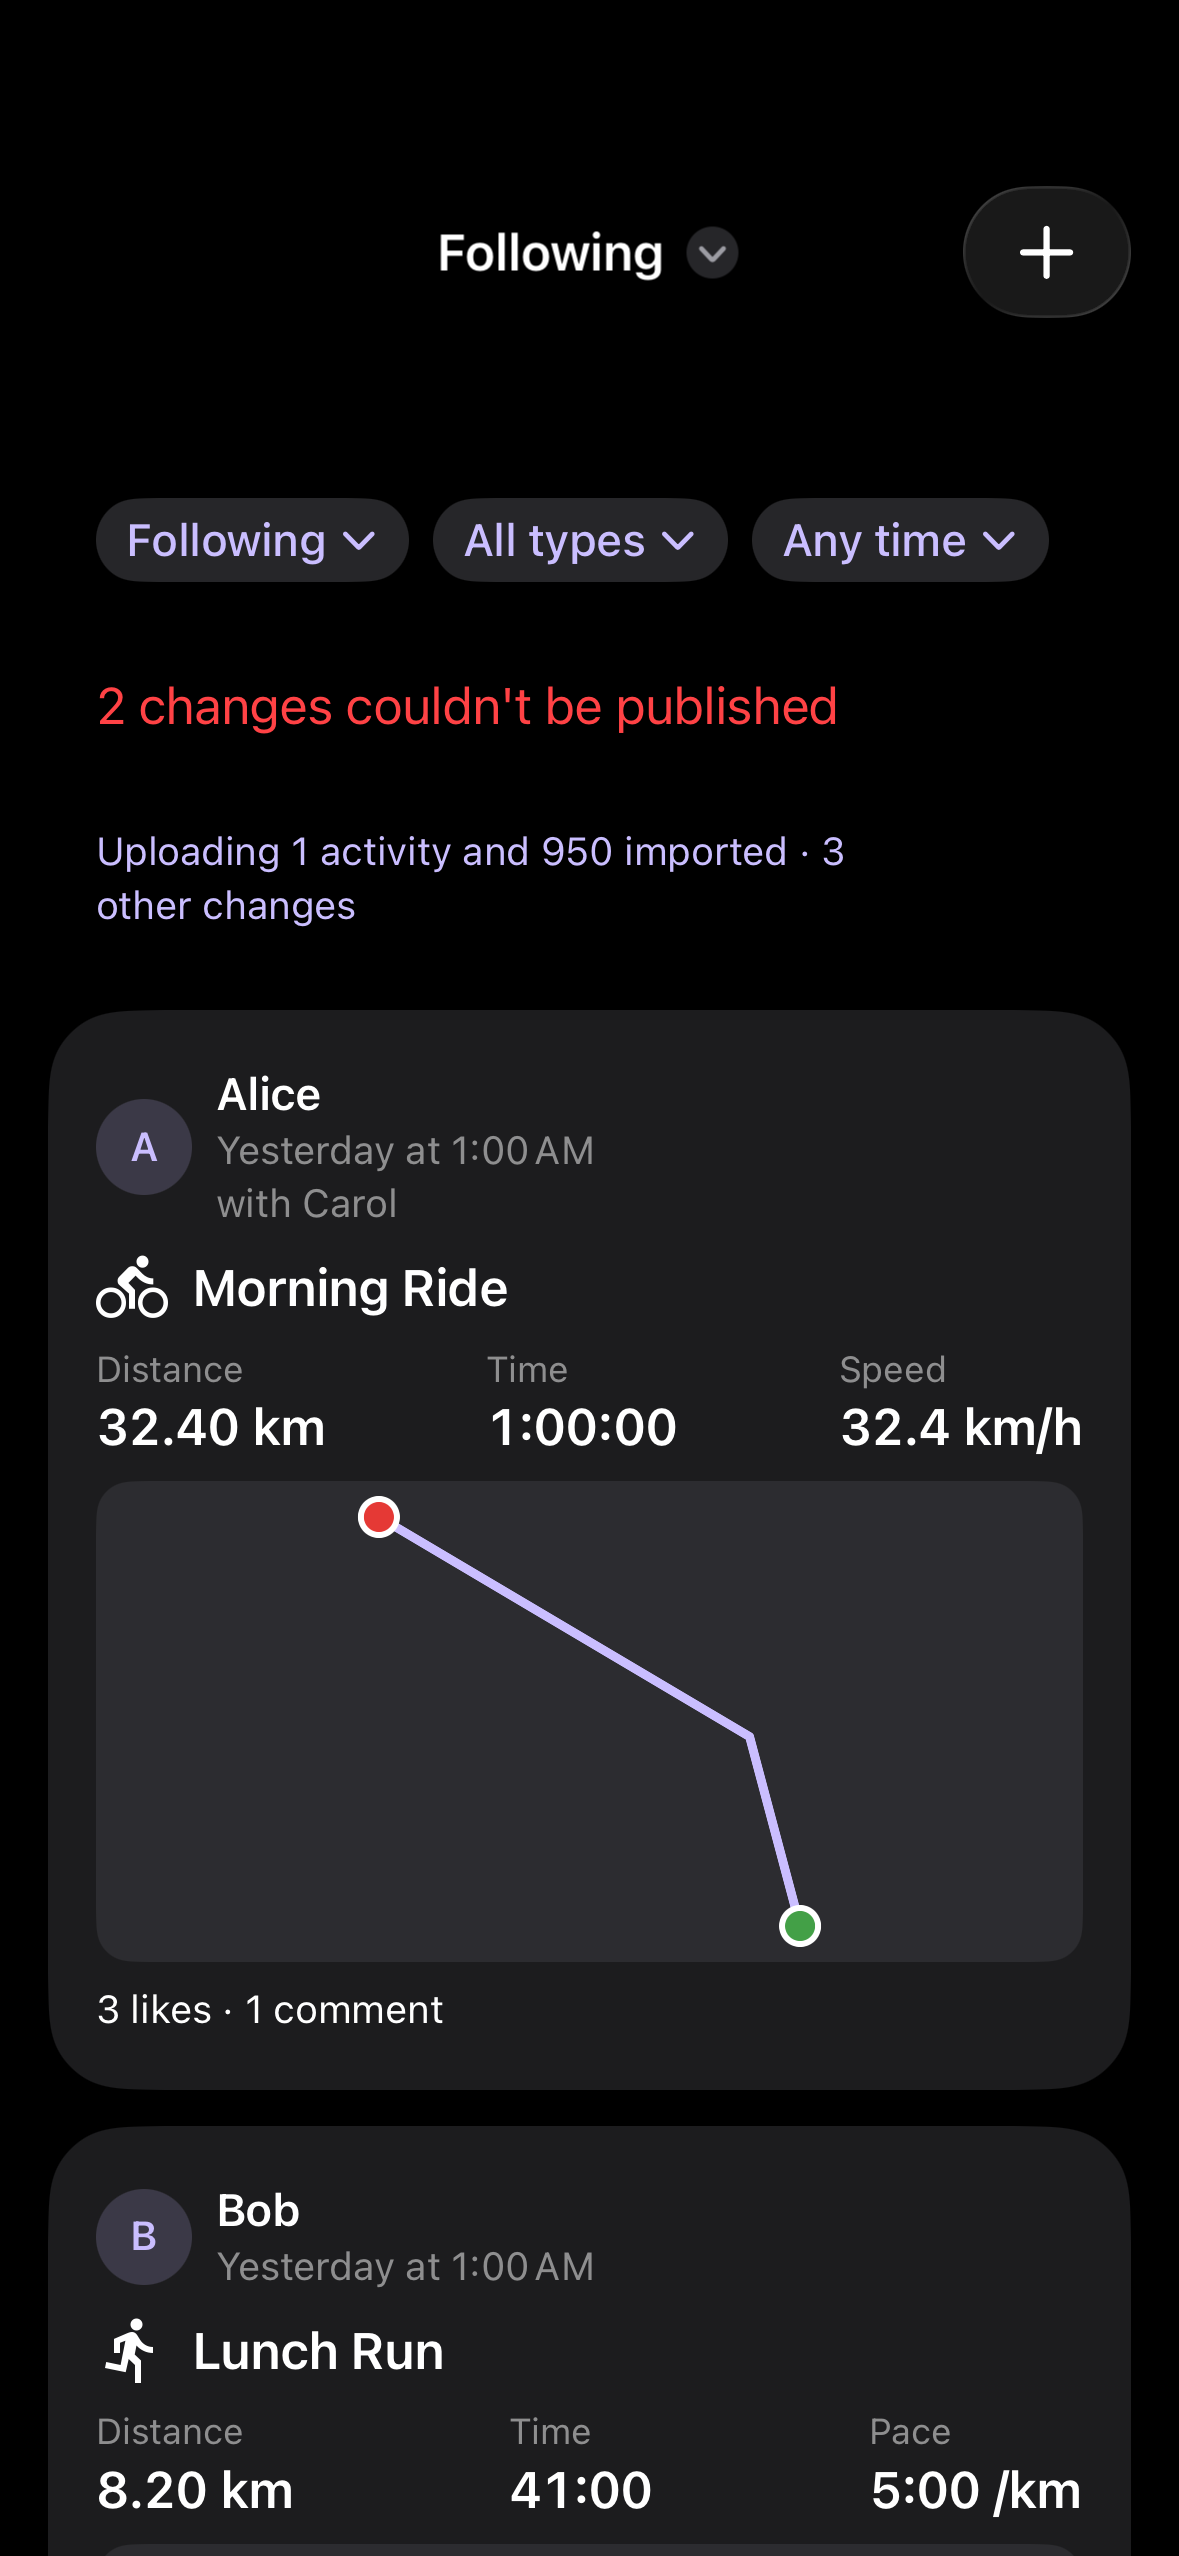 Following
Following
All types
Any time
2 changes couldn't be published
Uploading 1 activity and 950 imported · 3
other changes
A
Alice
Yesterday at 1:00 AM
with Carol
Morning Ride
Distance
Time
Speed
32.40 km
1:00:00
32.4 km/h
3 likes · 1 comment
B
Bob
Yesterday at 1:00 AM
Lunch Run
Distance
Time
Pace
8.20 km
41:00
5:00 /km